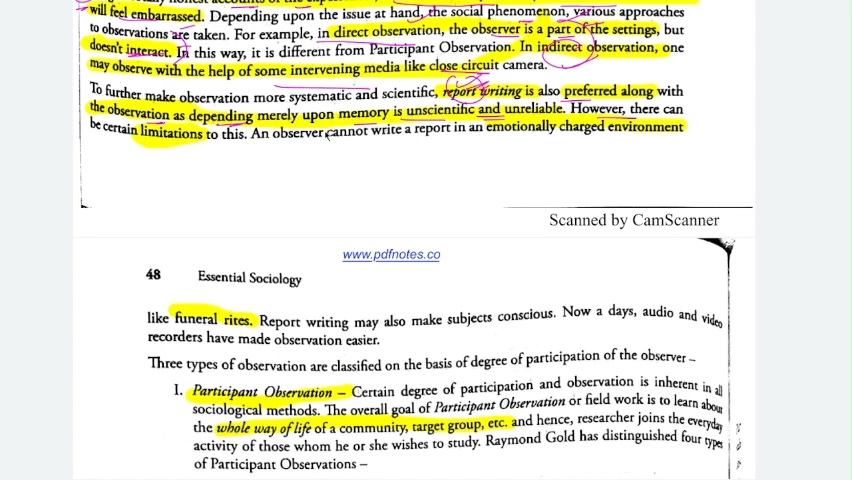 will feel embarrassed. Depending upon the issue at hand, the social phenomenon, various approaches
to observations are taken. For example, in direct observation, the observer is a part of the settings, but
doesn't interact. In this way, it is different from Participant Observation. In indirect observation, one
may observe with the help of some intervening media like close circuit camera.
To further make observation more systematic and scientific, report writing is also preferred along with
the observation as depending merely upon memory is unscientific and unreliable. However, there can
be certain limitations to this. An observer cannot write a report in an emotionally charged environment
Scanned by CamScanner
www.pdfnotes.co
48 Essential Sociology
like funeral rites. Report writing may also make subjects conscious. Now a days, audio and video
recorders have made observation easier.
Three types of observation are classified on the basis of degree of participation of the observer –
I. Participant Observation – Certain degree of participation and observation is inherent in all
sociological methods. The overall goal of Participant Observation or field work is to learn about
the whole way of life of a community, target group, etc. and hence, researcher joins the everyday
activity of those whom he or she wishes to study. Raymond Gold has distinguished four types
of Participant Observations –